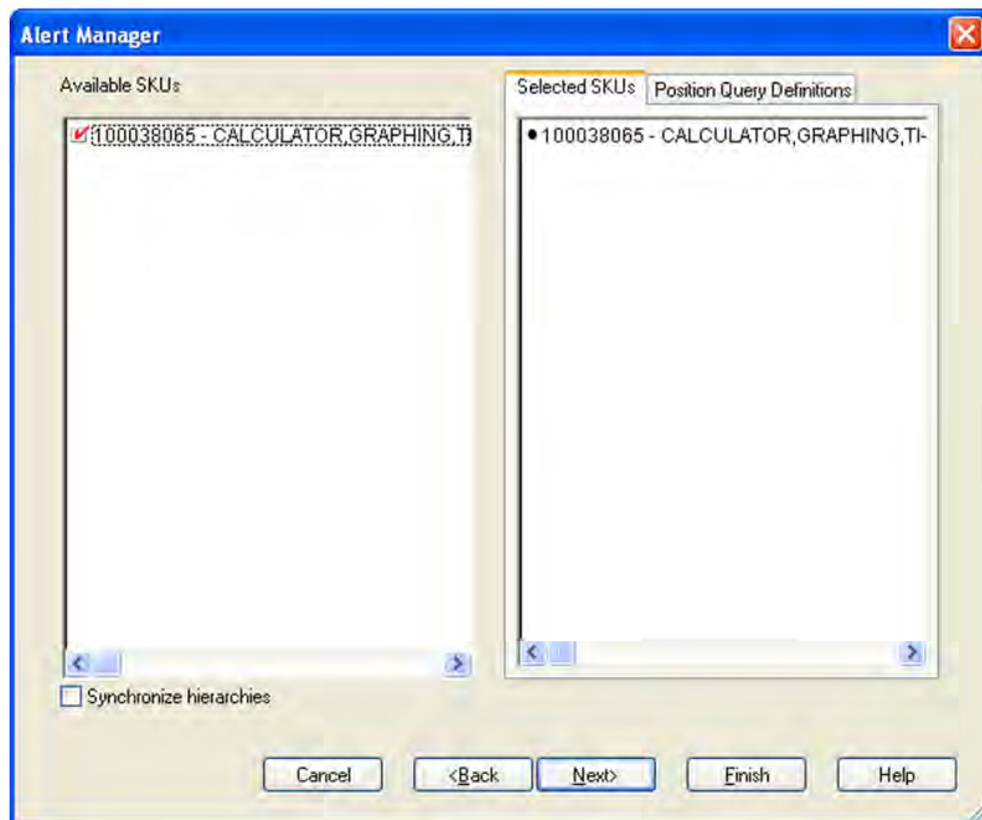 Alert Manager
Available SKUs
Selected SKUs
Position Query Definitions
100038065 - CALCULATOR,GRAPHING,TI
100038065 - CALCULATOR,GRAPHING,TI-
Synchronize hierarchies
Cancel
<Back
Next>
Finish
Help